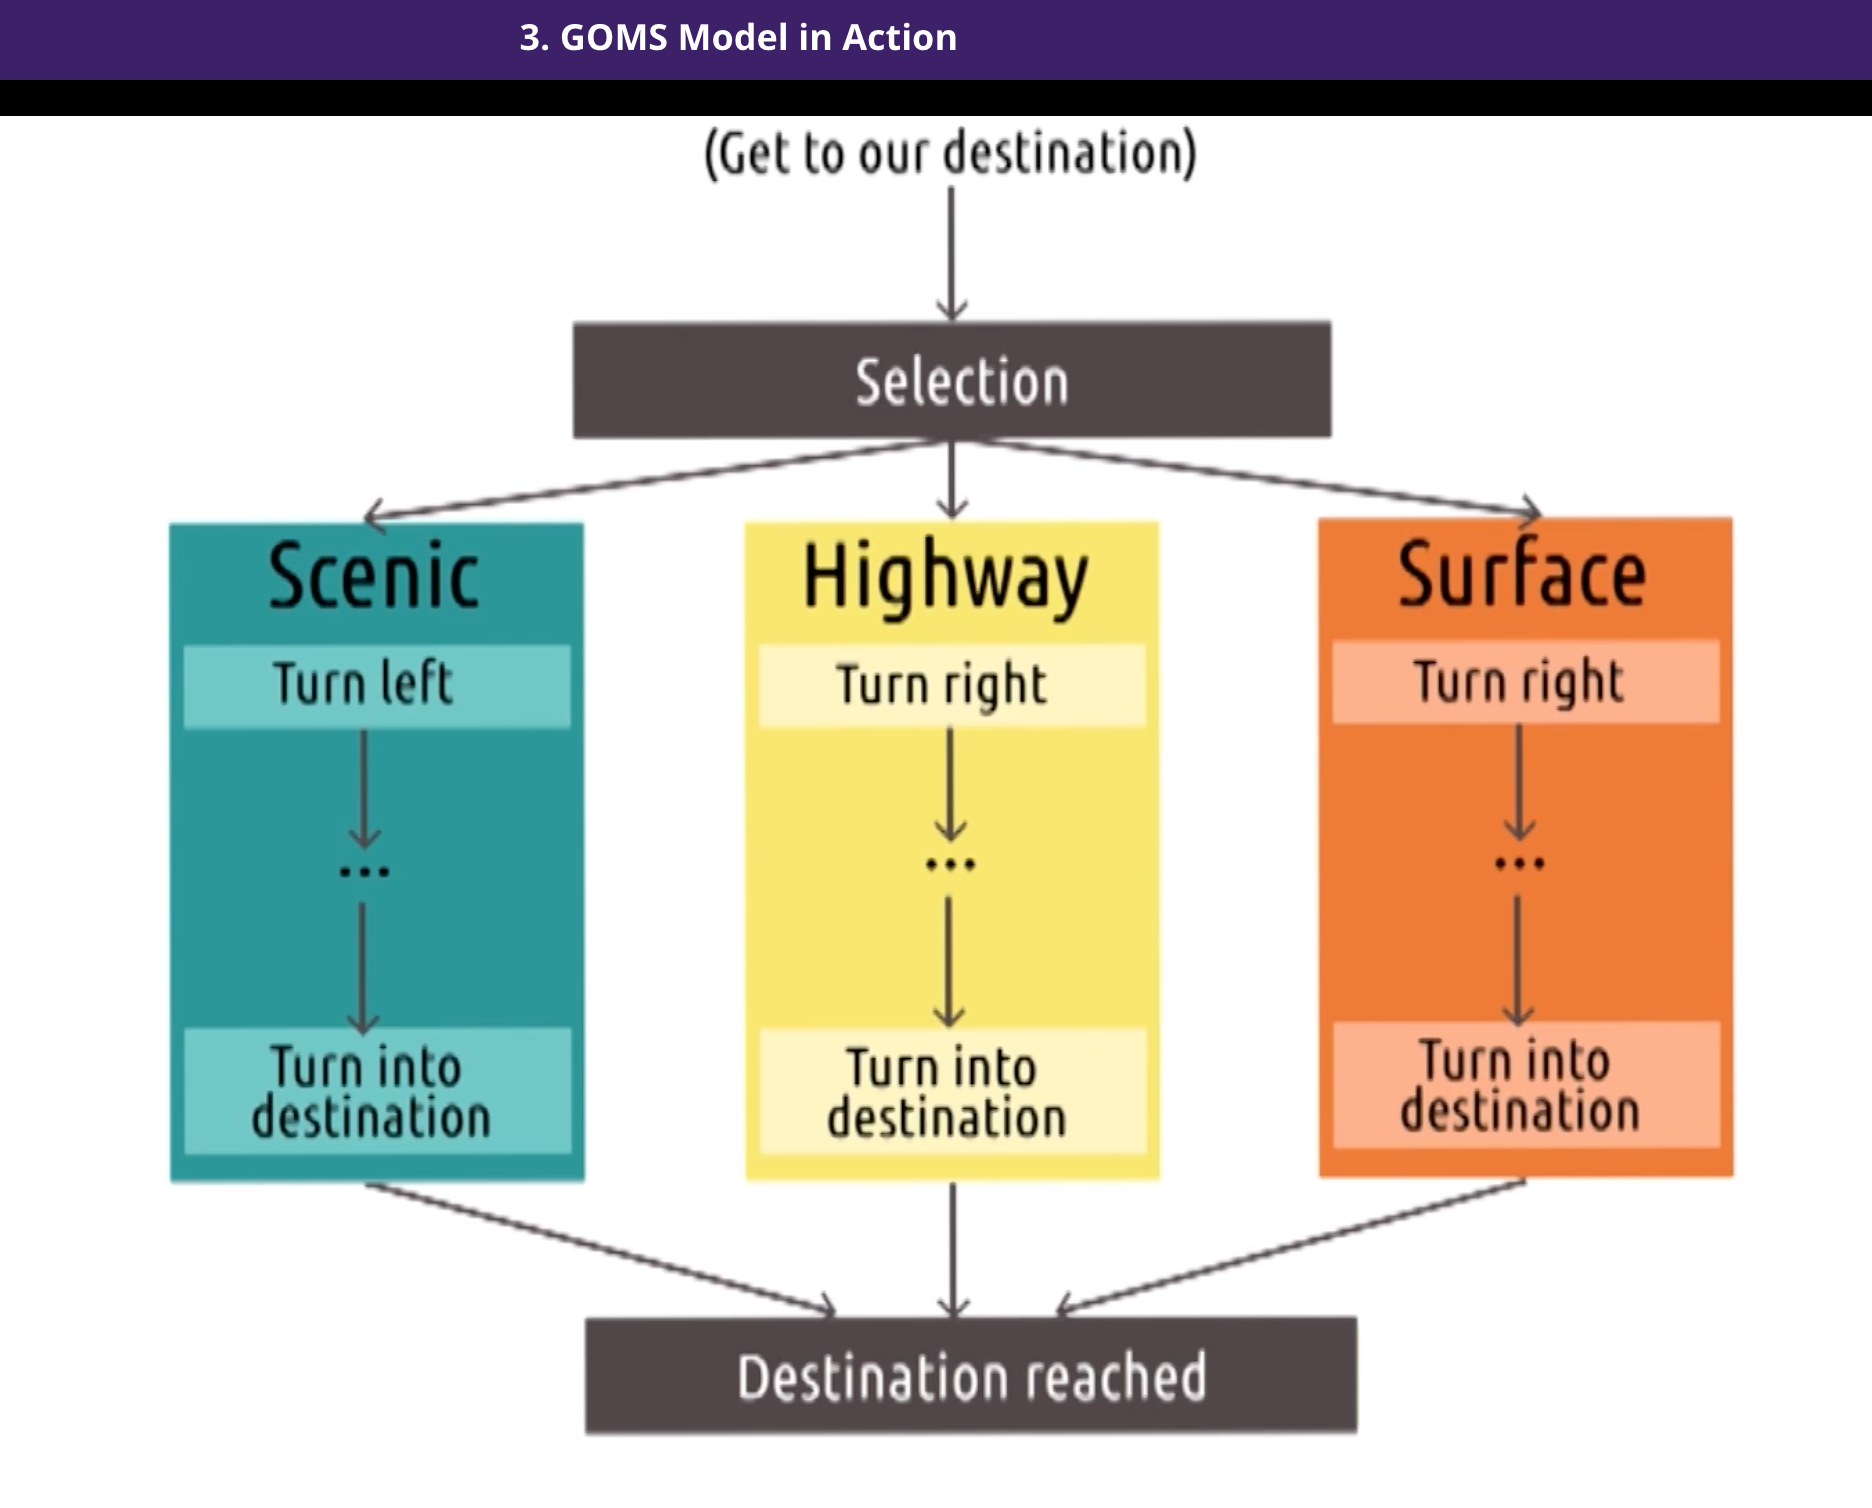 3. GOMS Model in Action
(Get to our destination)
Selection
Scenic
Turn left
...
Turn into
destination
Highway
Turn right
...
Turn into
destination
Surface
Turn right
...
Turn into
destination
Destination reached